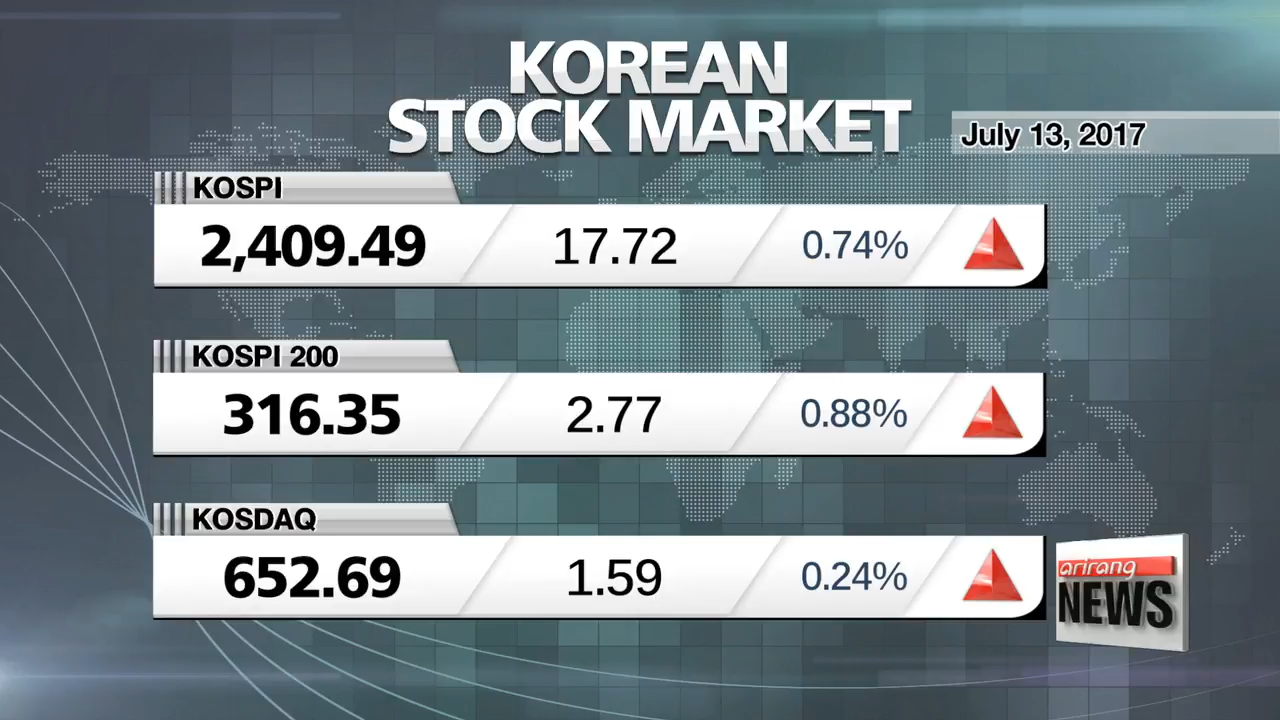 KOREAN
STOCK MARKET
July 13, 2017
KOSPI
2,409.49 17.72 0.74%
KOSPI 200
316.35 2.77 0.88%
KOSDAQ
652.69 1.59 0.24%
arirang
NEWS